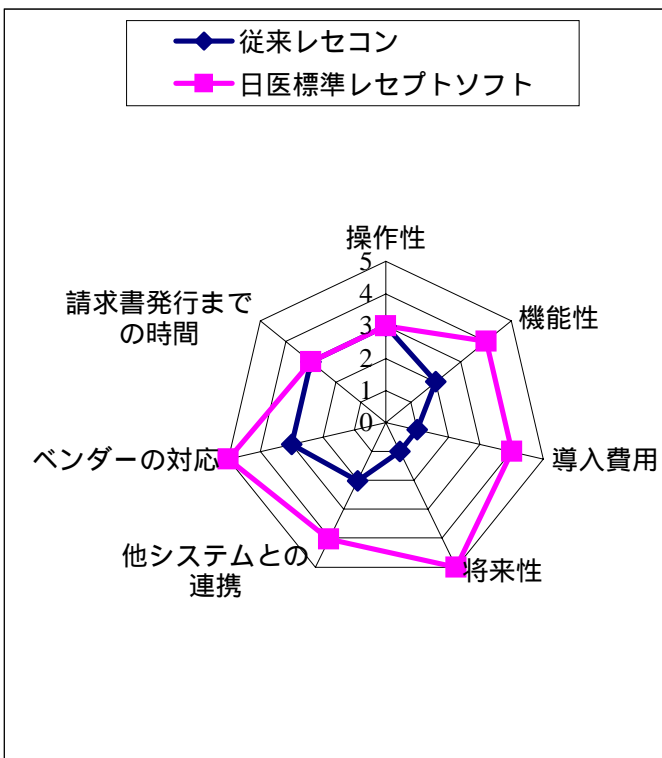 従来レセコン
日医標準レセプトソフト
操作性
5
4
3
2
1
0
機能性
導入費用
将来性
他システムとの
連携
ベンダーの対応
請求書発行まで
の時間